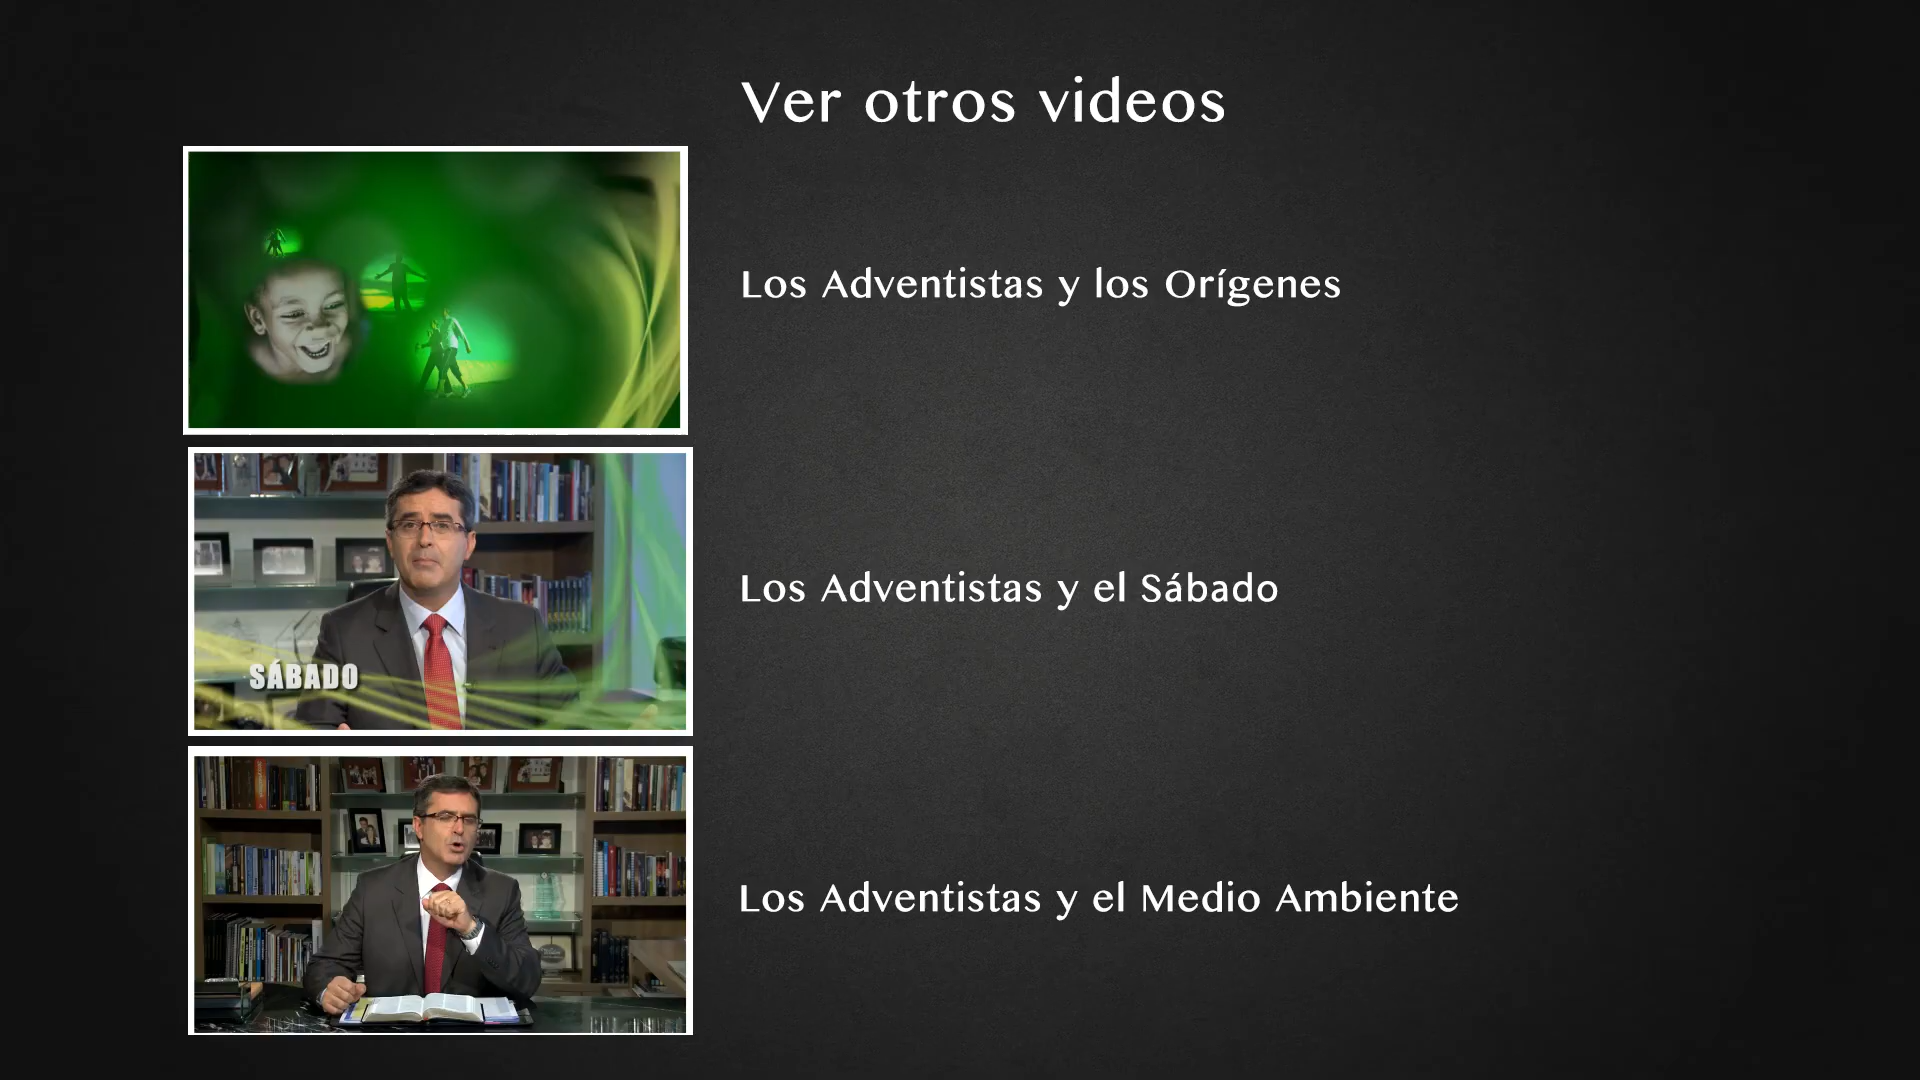 Ver otros videos
Los Adventistas y los Orígenes
SÁBADO
Los Adventistas y el Sábado
Los Adventistas y el Medio Ambiente